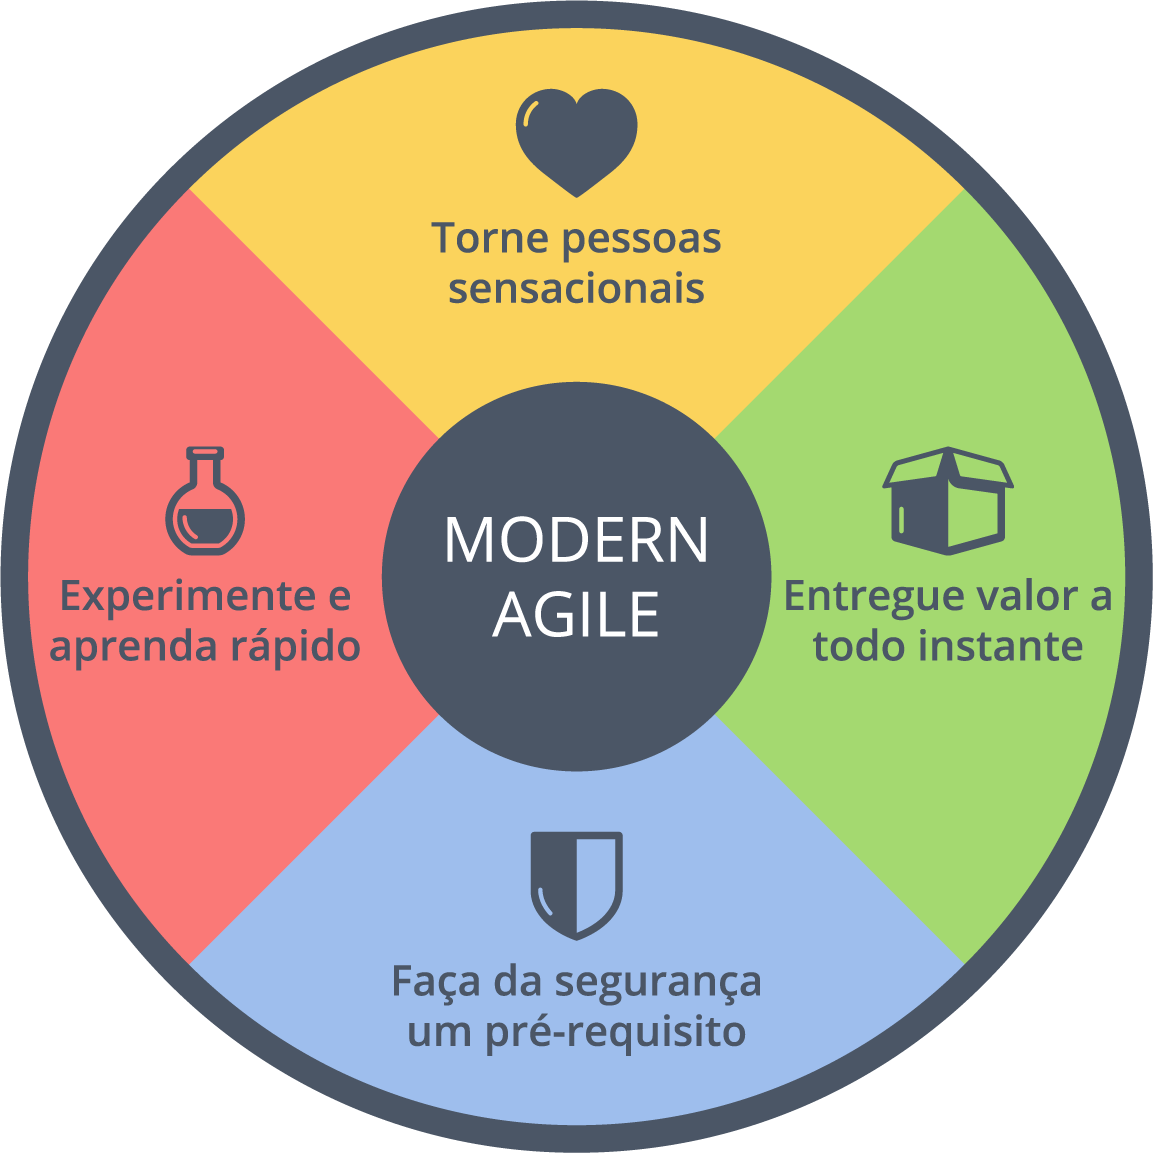 Torne pessoas
sensacionais
Experimente e
aprenda rápido
MODERN
AGILE
Entregue valor a
todo instante
Faça da segurança
um pré-requisito